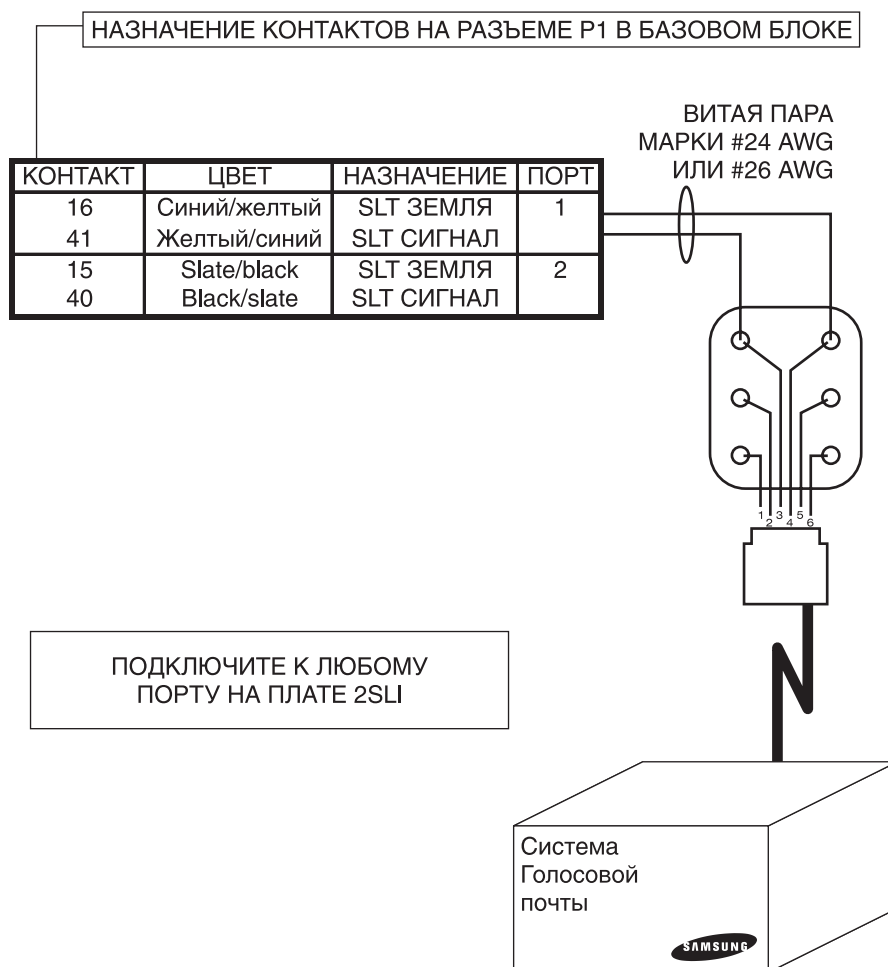 НАЗНАЧЕНИЕ КОНТАКТОВ НА РАЗЪЕМЕ P1 В БАЗОВОМ БЛОКЕ
ВИТАЯ ПАРА
МАРКИ #24 AWG
ИЛИ #26 AWG
КОНТАКТ ЦВЕТ НАЗНАЧЕНИЕ ПОРТ
16 Синий/желтый SLT ЗЕМЛЯ 1
41 Желтый/синий SLT СИГНАЛ
15 Slate/black SLT ЗЕМЛЯ 2
40 Black/slate SLT СИГНАЛ
1 2 3 4 5 6
ПОДКЛЮЧИТЕ К ЛЮБОМУ
ПОРТУ НА ПЛАТЕ 2SLI
Система
Голосовой
почты
SAMSUNG